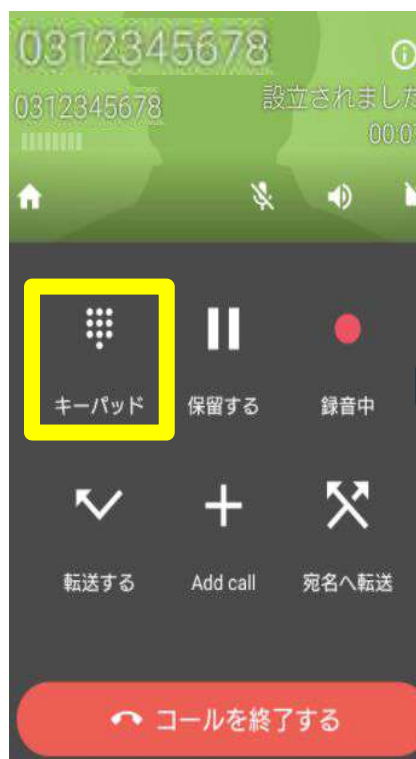 0312345678
0312345678
設立されました
00:0
キーパッド
保留する
録音中
転送する
Add call
宛名へ転送
コールを終了する